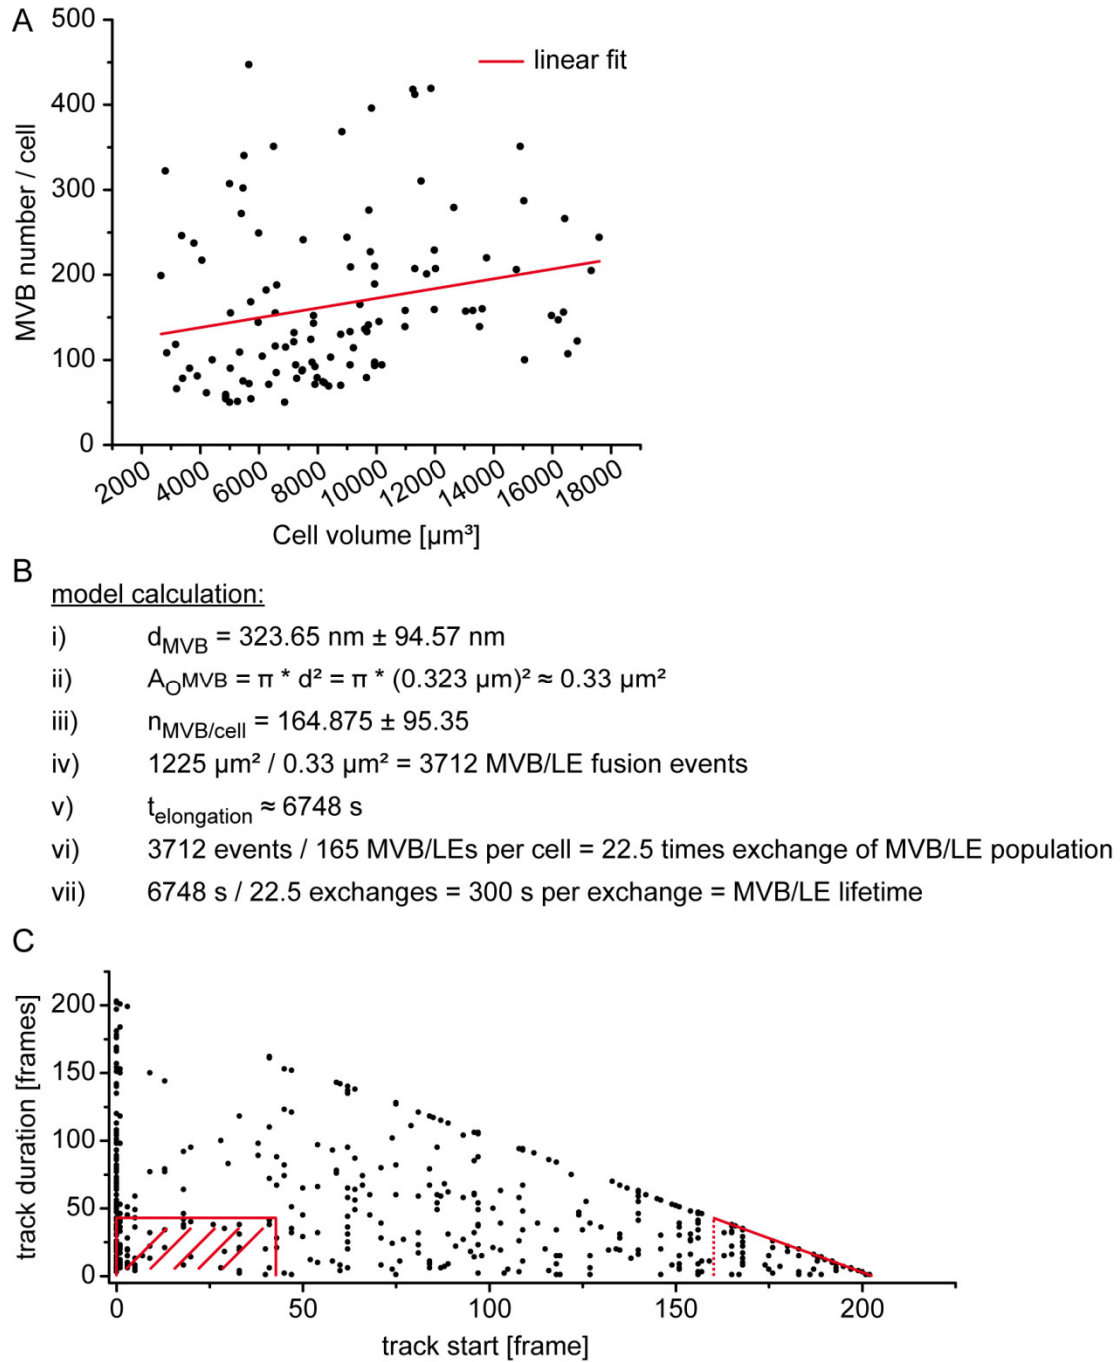 A
500
400
300
200
100
0
MVB number / cell
linear fit
2000 4000 6000 8000 10000 12000 14000 16000 18000
Cell volume [µm³]
B
model calculation:
i) d_MVB = 323.65 nm ± 94.57 nm
ii) A_O MVB = π * d² = π * (0.323 µm)² ≈ 0.33 µm²
iii) n_MVB/cell = 164.875 ± 95.35
iv) 1225 µm² / 0.33 µm² = 3712 MVB/LE fusion events
v) t_elongation ≈ 6748 s
vi) 3712 events / 165 MVB/LEs per cell = 22.5 times exchange of MVB/LE population
vii) 6748 s / 22.5 exchanges = 300 s per exchange = MVB/LE lifetime
C
200
150
100
50
0
track duration [frames]
0 50 100 150 200
track start [frame]